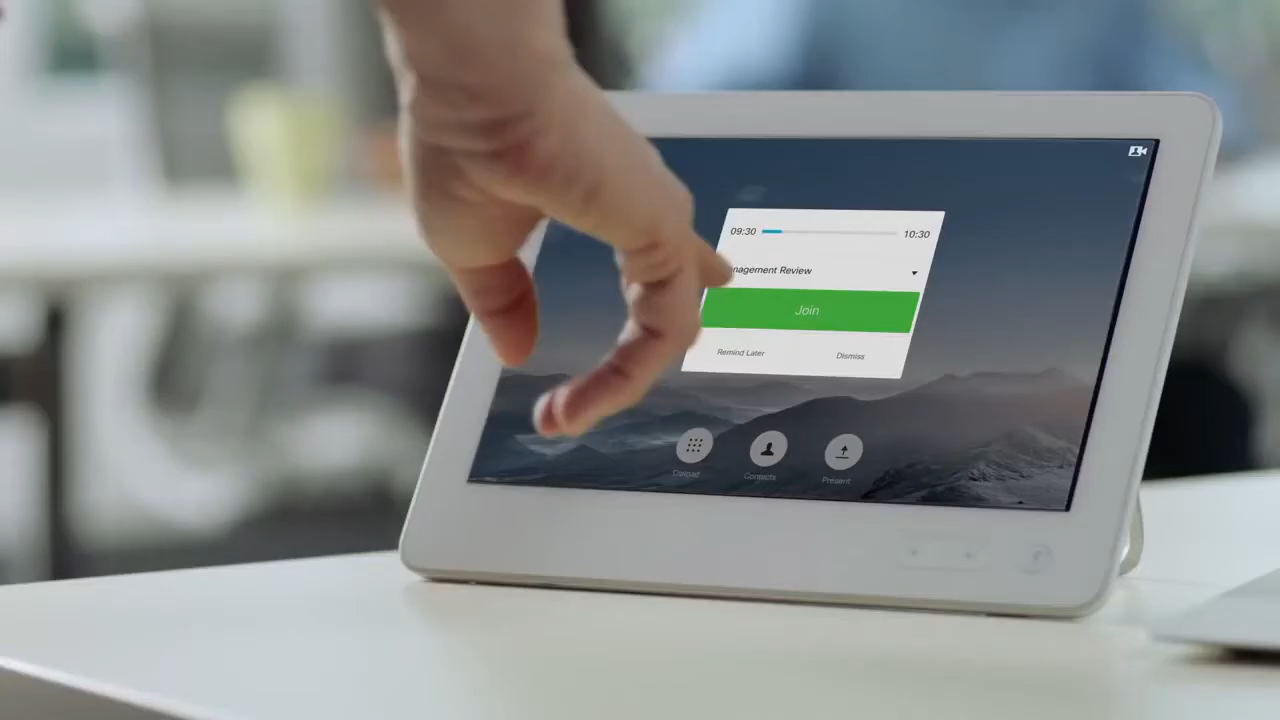 09:30 10:30
nagement Review
Join
Remind Later Dismiss
Dialpad Contacts Present